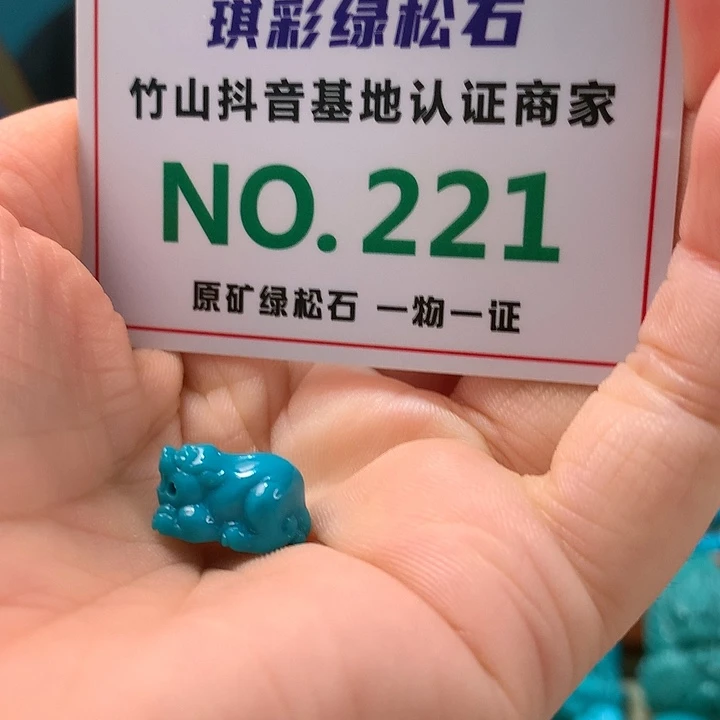 琪彩绿松石
竹山抖音基地认证商家
NO.221
原矿绿松石 一物一证